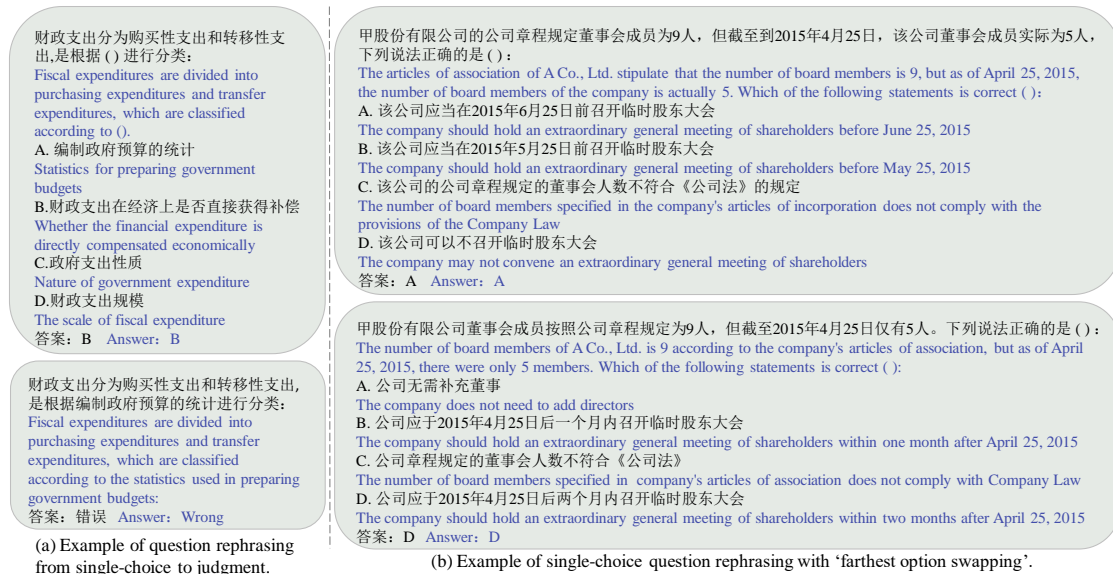 财政支出分为购买性支出和转移性支
出,是根据 ( ) 进行分类：
Fiscal expenditures are divided into
purchasing expenditures and transfer
expenditures, which are classified
according to ().
A. 编制政府预算的统计
Statistics for preparing government
budgets
B.财政支出在经济上是否直接获得补偿
Whether the financial expenditure is
directly compensated economically
C.政府支出性质
Nature of government expenditure
D.财政支出规模
The scale of fiscal expenditure
答案：B Answer: B
财政支出分为购买性支出和转移性支出,
是根据编制政府预算的统计进行分类：
Fiscal expenditures are divided into
purchasing expenditures and transfer
expenditures, which are classified
according to the statistics used in preparing
government budgets:
答案：错误 Answer: Wrong
(a) Example of question rephrasing
from single-choice to judgment.
甲股份有限公司的公司章程规定董事会成员为9人，但截至到2015年4月25日，该公司董事会成员实际为5人，
下列说法正确的是 ( )：
The articles of association of A Co., Ltd. stipulate that the number of board members is 9, but as of April 25, 2015,
the number of board members of the company is actually 5. Which of the following statements is correct ( )：
A. 该公司应当在2015年6月25日前召开临时股东大会
The company should hold an extraordinary general meeting of shareholders before June 25, 2015
B. 该公司应当在2015年5月25日前召开临时股东大会
The company should hold an extraordinary general meeting of shareholders before May 25, 2015
C. 该公司的公司章程规定的董事会人数不符合《公司法》的规定
The number of board members specified in the company's articles of incorporation does not comply with the
provisions of the Company Law
D. 该公司可以不召开临时股东大会
The company may not convene an extraordinary general meeting of shareholders
答案：A Answer: A
甲股份有限公司董事会成员按照公司章程规定为9人，但截至2015年4月25日仅有5人。下列说法正确的是 ( )：
The number of board members of A Co., Ltd. is 9 according to the company's articles of association, but as of April
25, 2015, there were only 5 members. Which of the following statements is correct ( ):
A. 公司无需补充董事
The company does not need to add directors
B. 公司应于2015年4月25日后一个月内召开临时股东大会
The company should hold an extraordinary general meeting of shareholders within one month after April 25, 2015
C. 公司章程规定的董事会人数不符合《公司法》
The number of board members specified in company's articles of association does not comply with Company Law
D. 公司应于2015年4月25日后两个月内召开临时股东大会
The company should hold an extraordinary general meeting of shareholders within two months after April 25, 2015
答案：D Answer: D
(b) Example of single-choice question rephrasing with ‘farthest option swapping’.